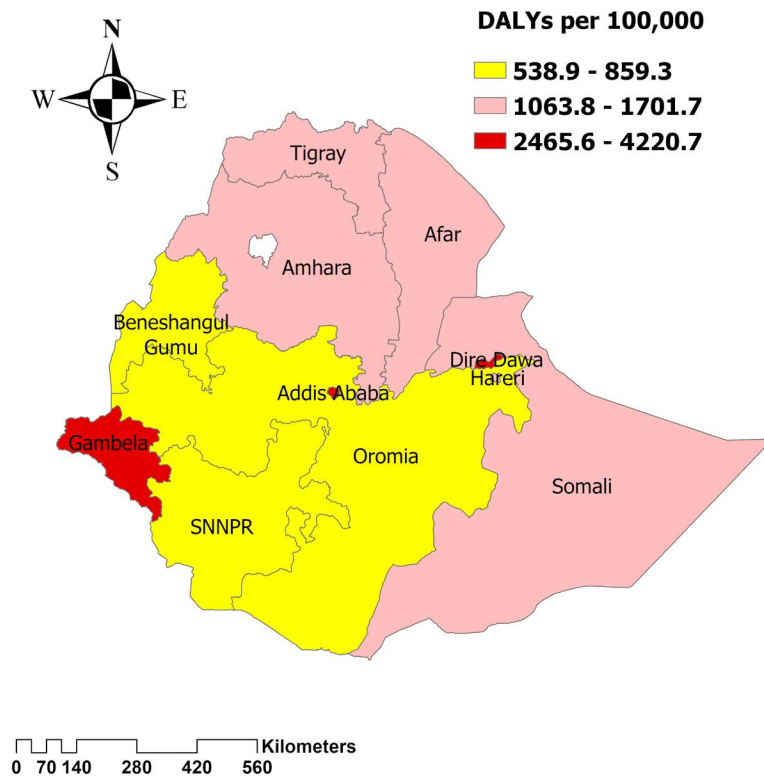 DALYs per 100,000
538.9 - 859.3
1063.8 - 1701.7
2465.6 - 4220.7
N
W
E
S
Tigray
Afar
Amhara
Beneshangul
Gumu
Dire Dawa
Hareri
Addis Ababa
Gambela
Oromia
Somali
SNNPR
Kilometers
0 70 140 280 420 560